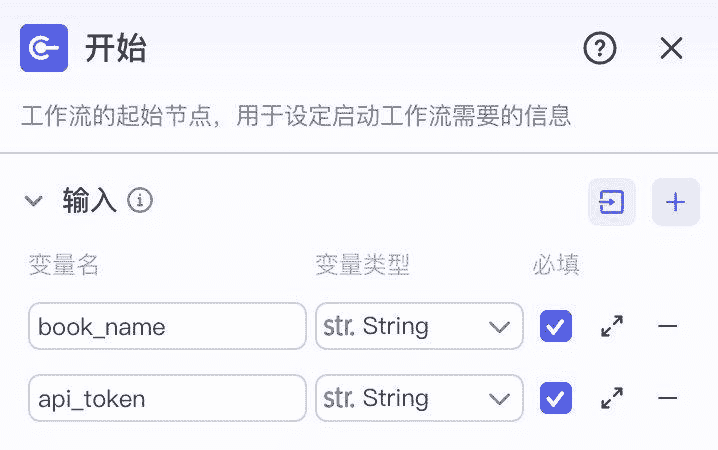 开始
工作流的起始节点，用于设定启动工作流需要的信息
输入
变量名 变量类型 必填
book_name str. String
api_token str. String